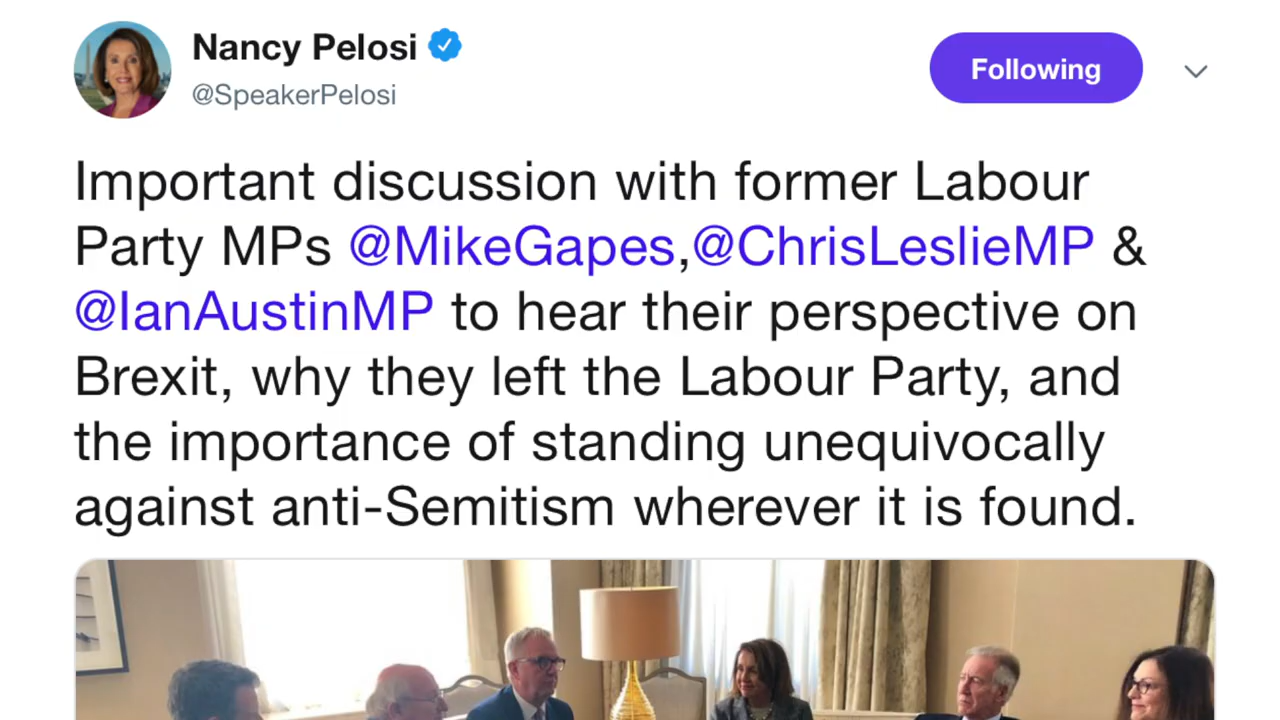 Nancy Pelosi
@SpeakerPelosi
Following
Important discussion with former Labour
Party MPs @MikeGapes,@ChrisLeslieMP &
@IanAustinMP to hear their perspective on
Brexit, why they left the Labour Party, and
the importance of standing unequivocally
against anti-Semitism wherever it is found.